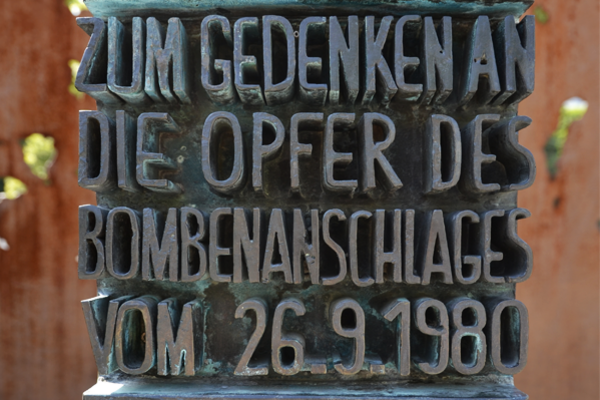 ZUM GEDENKEN AN
DIE OPFER DES
BOMBENANSCHLAGES
VOM 26.9.1980